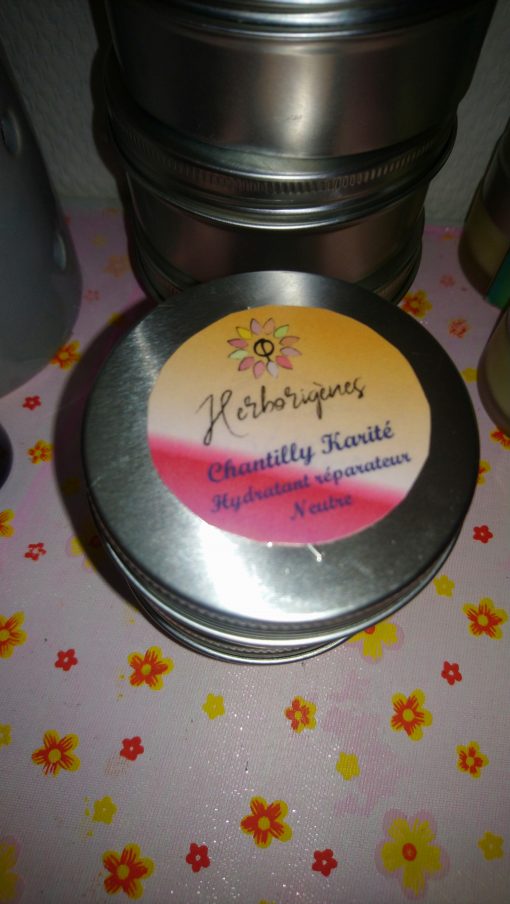 Herborigènes
Chantilly Karité
Hydratant réparateur
Neutre